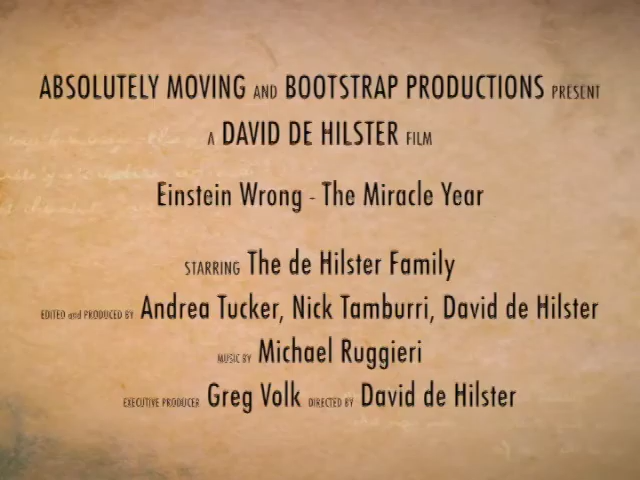 ABSOLUTELY MOVING AND BOOTSTRAP PRODUCTIONS PRESENT
A DAVID DE HILSTER FILM
Einstein Wrong - The Miracle Year
STARRING The de Hilster Family
EDITED and PRODUCED BY Andrea Tucker, Nick Tamburri, David de Hilster
MUSIC BY Michael Ruggieri
EXECUTIVE PRODUCER Greg Volk DIRECTED BY David de Hilster